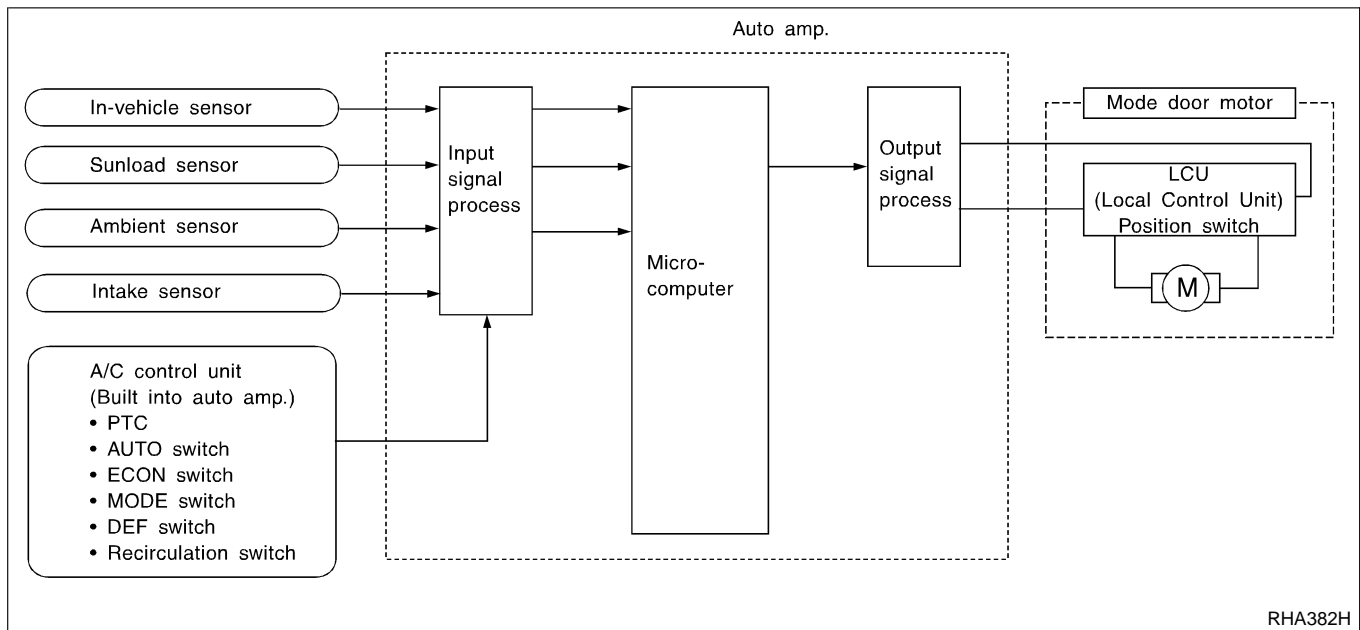 Auto amp.
In-vehicle sensor
Sunload sensor
Ambient sensor
Intake sensor
A/C control unit
(Built into auto amp.)
• PTC
• AUTO switch
• ECON switch
• MODE switch
• DEF switch
• Recirculation switch
Input
signal
process
Micro-
computer
Output
signal
process
Mode door motor
LCU
(Local Control Unit)
Position switch
M
RHA382H